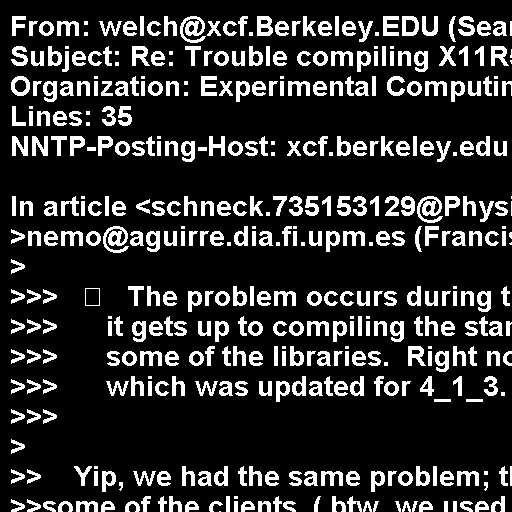 From: welch@xcf.Berkeley.EDU (Sea
Subject: Re: Trouble compiling X11R
Organization: Experimental Computin
Lines: 35
NNTP-Posting-Host: xcf.berkeley.edu

In article <schneck.735153129@Physi
>nemo@aguirre.dia.fi.upm.es (Francis
>
>>>   □   The problem occurs during t
>>>      it gets up to compiling the star
>>>      some of the libraries.  Right no
>>>      which was updated for 4_1_3.
>>>
>
>>    Yip, we had the same problem; t
>>some of the clients. ( btw, we used